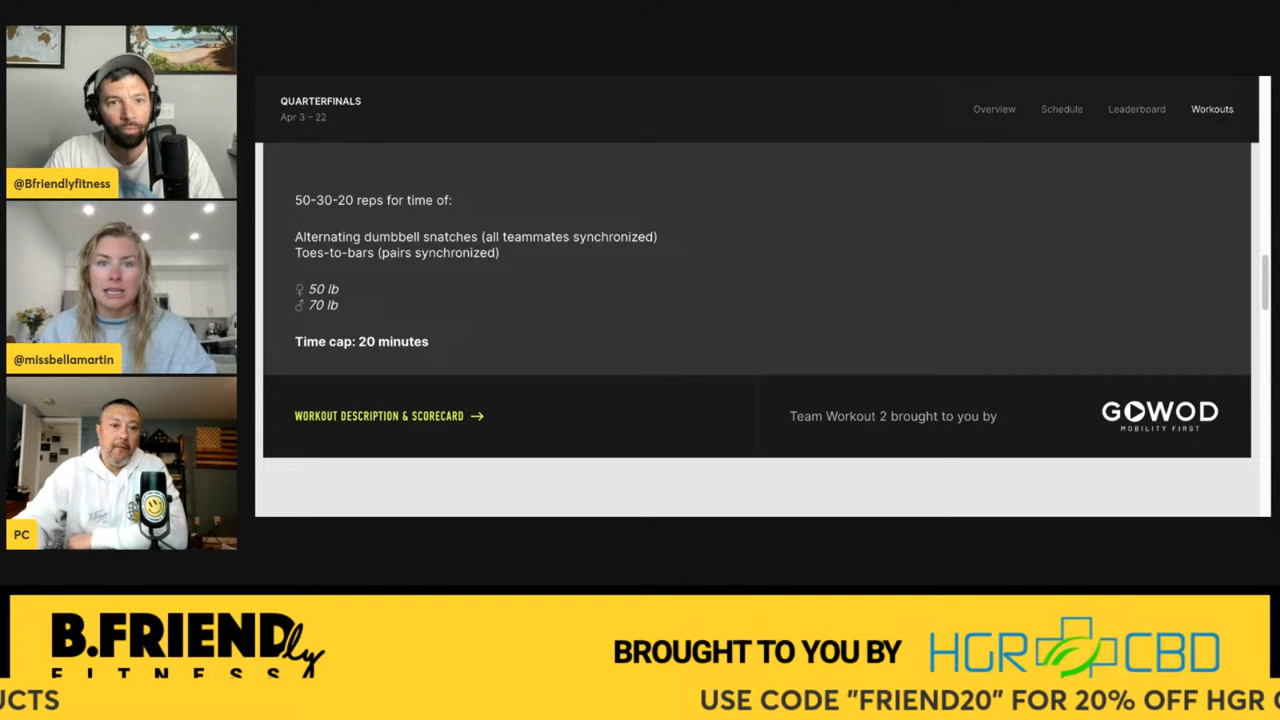 @Bfriendlyfitness
@missbellamartin
PC
QUARTERFINALS
Apr 3 – 22
Overview
Schedule
Leaderboard
Workouts
50-30-20 reps for time of:
Alternating dumbbell snatches (all teammates synchronized)
Toes-to-bars (pairs synchronized)
♀ 50 lb
♂ 70 lb
Time cap: 20 minutes
WORKOUT DESCRIPTION & SCORECARD →
Team Workout 2 brought to you by
GOWOD
MOBILITY FIRST
B.FRIENDly
FITNESS
BROUGHT TO YOU BY
HGR CBD
UCTS
USE CODE "FRIEND20" FOR 20% OFF HGR